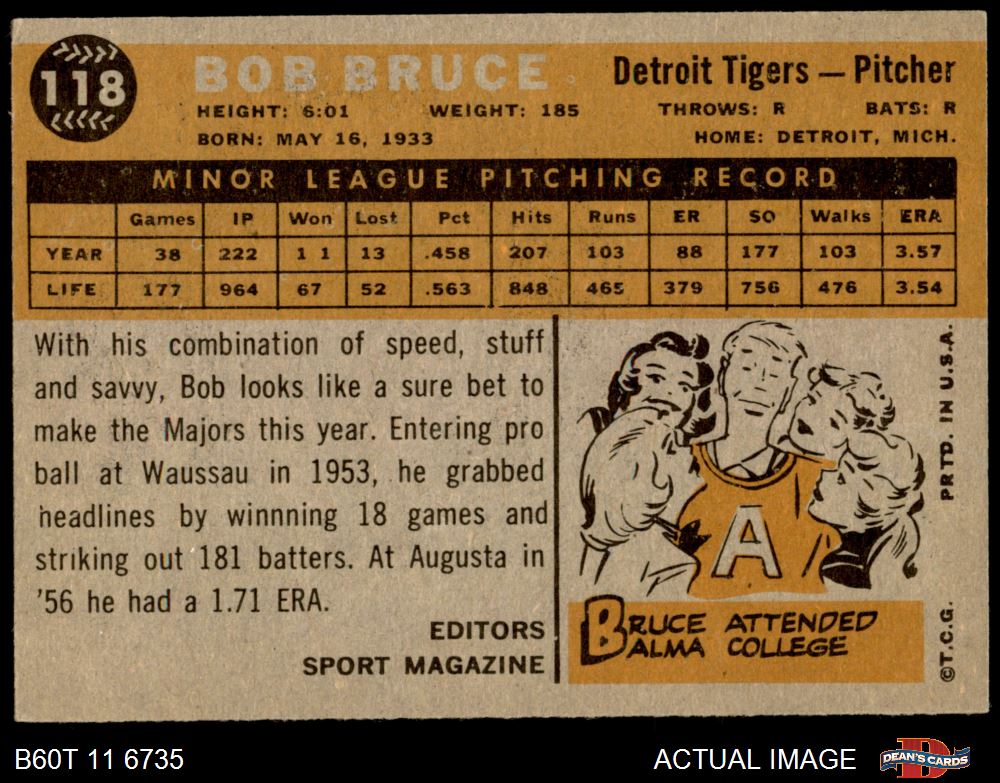 118
BOB BRUCE
Detroit Tigers — Pitcher
HEIGHT: 6:01 WEIGHT: 185 THROWS: R BATS: R
BORN: MAY 16, 1933 HOME: DETROIT, MICH.
MINOR LEAGUE PITCHING RECORD
Games IP Won Lost Pct Hits Runs ER SO Walks ERA
YEAR 38 222 1 1 13 .458 207 103 88 177 103 3.57
LIFE 177 964 67 52 .563 848 465 379 756 476 3.54
With his combination of speed, stuff
and savvy, Bob looks like a sure bet to
make the Majors this year. Entering pro
ball at Waussau in 1953, he grabbed
headlines by winnning 18 games and
striking out 181 batters. At Augusta in
'56 he had a 1.71 ERA.
EDITORS
SPORT MAGAZINE
A
BRUCE ATTENDED
ALMA COLLEGE
PRTD. IN U.S.A.
©T.C.G.
B60T 11 6735
ACTUAL IMAGE
D
DEAN'S CARDS